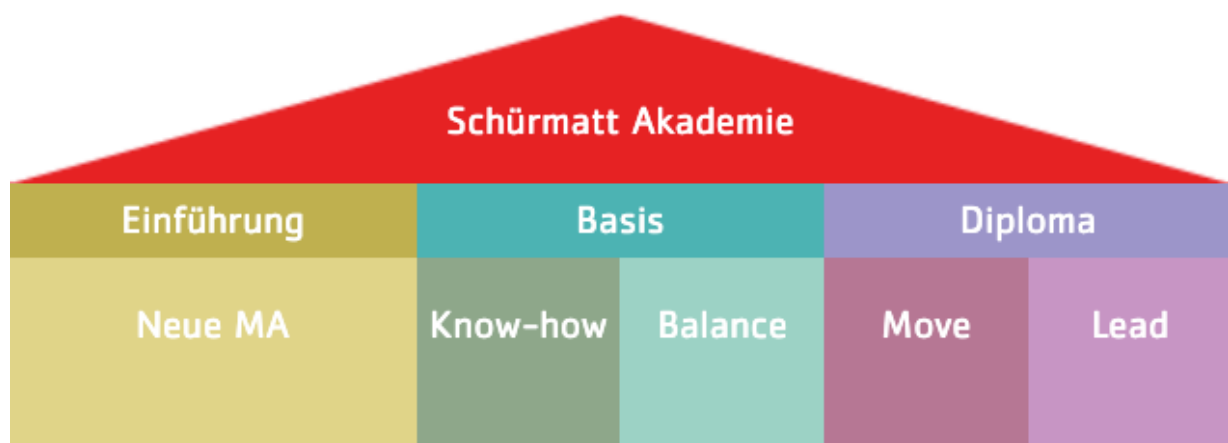 Schürmatt Akademie
Einführung Basis Diploma
Neue MA Know-how Balance Move Lead